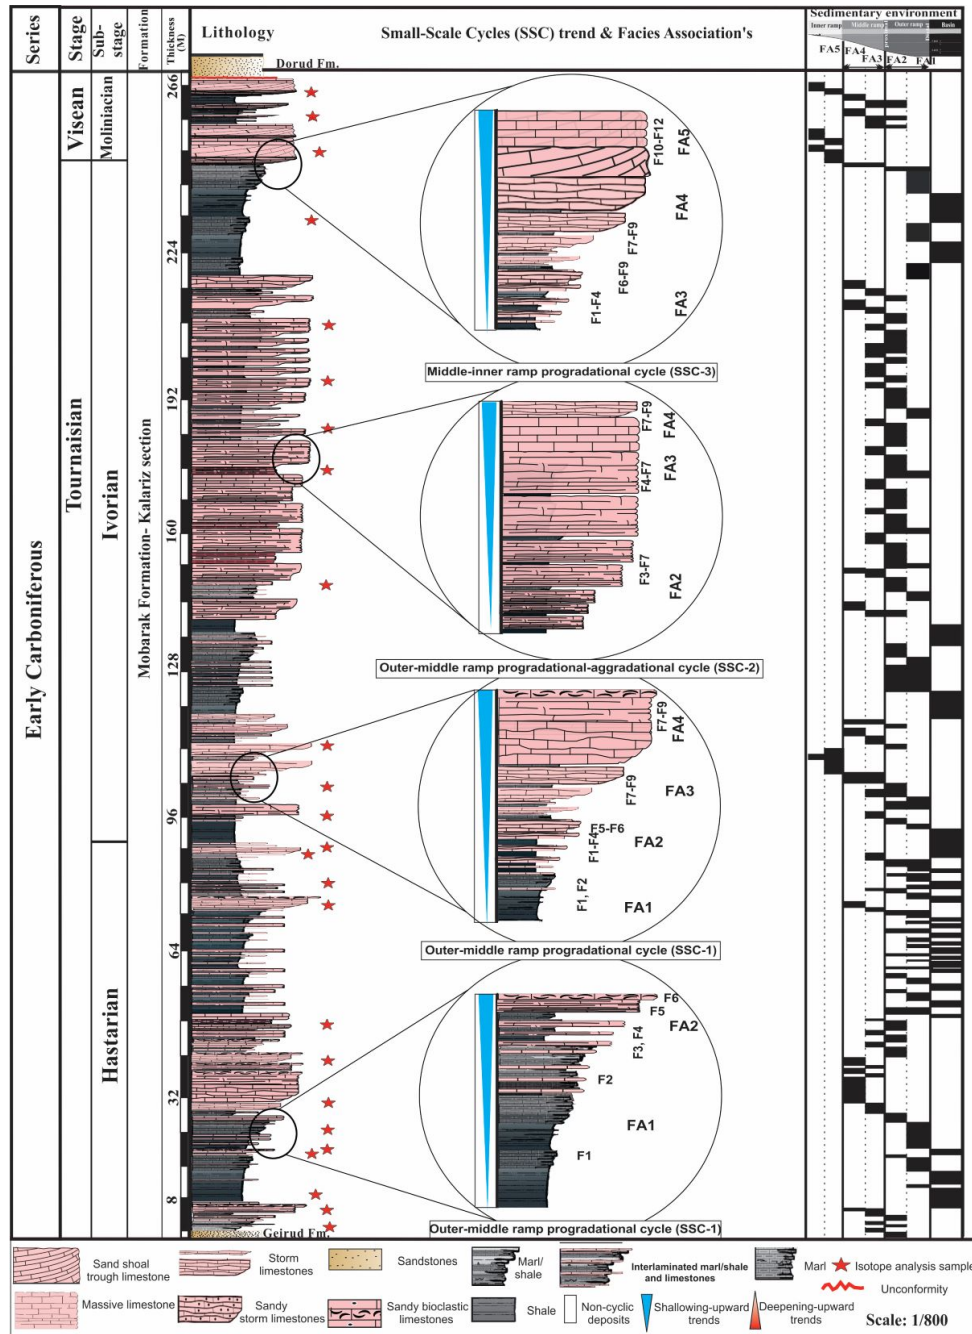 Series
Stage
Sub-stage
Formation
Thickness (M)
Lithology
Small-Scale Cycles (SSC) trend & Facies Association's
Sedimentary environment
Inner ramp
Middle ramp
Outer ramp
Basin
FA5
FA4
FA3
FA2
FA1
Dorud Fm.
Early Carboniferous
Visean
Tournaisian
Moliniacian
Ivorian
Hastarian
Mobarak Formation- Kalariz section
266
224
192
160
128
96
64
32
8
F10-F12
FA5
FA4
F7-F9
F6-F9
F1-F4
FA3
Middle-inner ramp progradational cycle (SSC-3)
F7-F9
FA4
FA3
F4-F7
F3-F7
FA2
Outer-middle ramp progradational-aggradational cycle (SSC-2)
F7-F9
FA4
F7-F9
FA3
F5-F6
F1-F4
FA2
F1, F2
FA1
Outer-middle ramp progradational cycle (SSC-1)
F6
F5
FA2
F3, F4
F2
FA1
F1
Outer-middle ramp progradational cycle (SSC-1)
Geirud Fm.
Sand shoal trough limestone
Storm limestones
Sandstones
Marl/ shale
Interlaminated marl/shale and limestones
Marl
Isotope analysis sample
Unconformity
Massive limestone
Sandy storm limestones
Sandy bioclastic limestones
Shale
Non-cyclic deposits
Shallowing-upward trends
Deepening-upward trends
Scale: 1/800